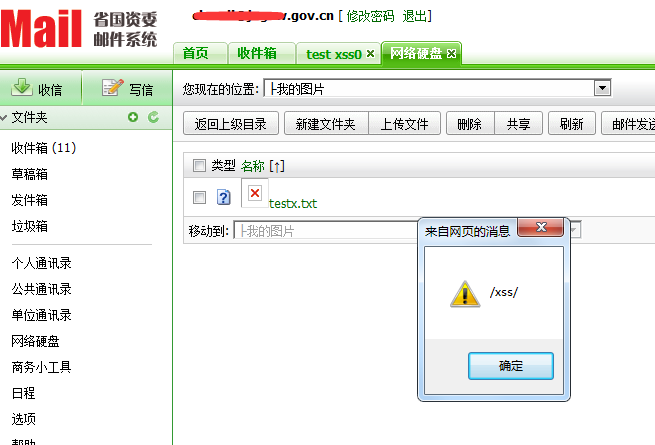 Mail 省国资委
邮件系统
.gov.cn [ 修改密码 退出]
首页 收件箱 test xss0 网络硬盘
收信 写信
您现在的位置: ├我的图片
文件夹
返回上级目录 新建文件夹 上传文件 删除 共享 刷新 邮件发送
收件箱 (11)
草稿箱
发件箱
垃圾箱
类型 名称 [↑]
testx.txt
移动到: ├我的图片
来自网页的消息
/xss/
确定
个人通讯录
公共通讯录
单位通讯录
网络硬盘
商务小工具
日程
选项
帮助